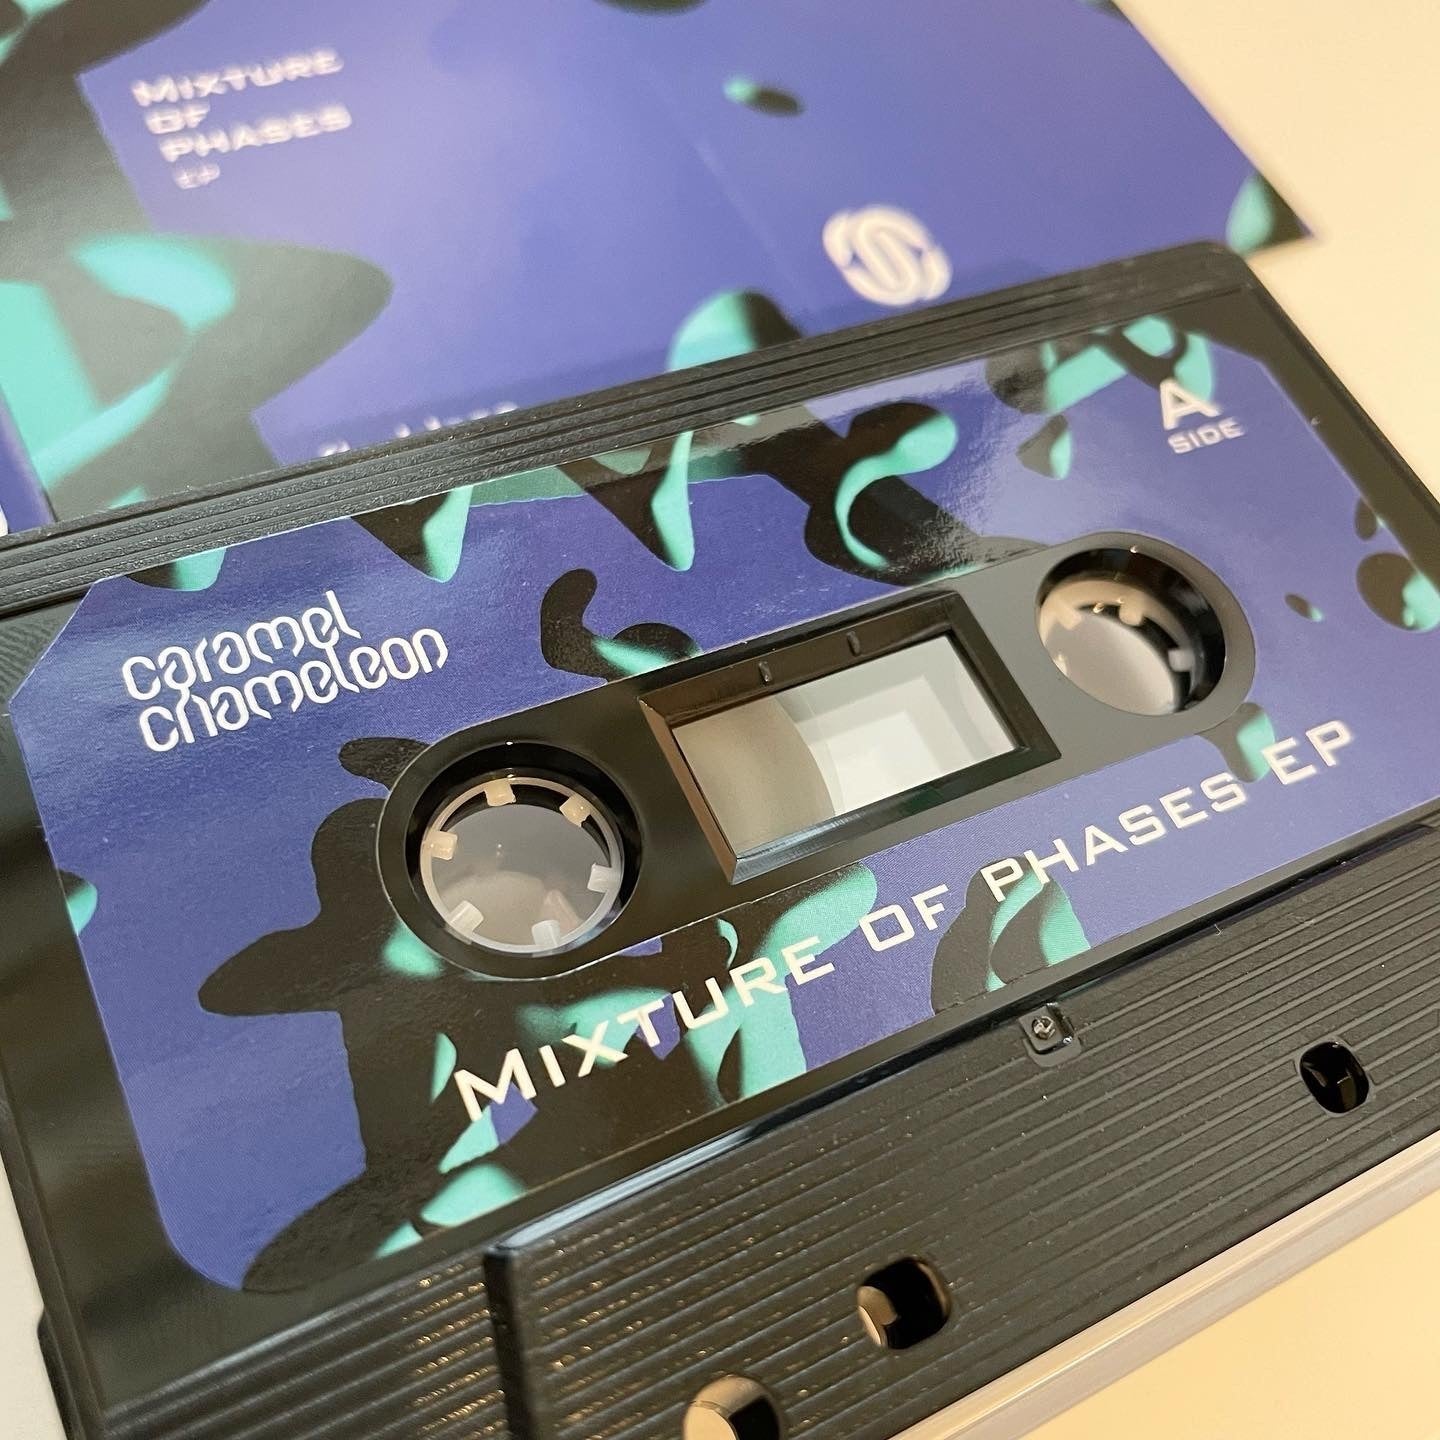 MIXTURE
OF
PHASES
EP
A
SIDE
caramel
chameleon
MIXTURE OF PHASES EP